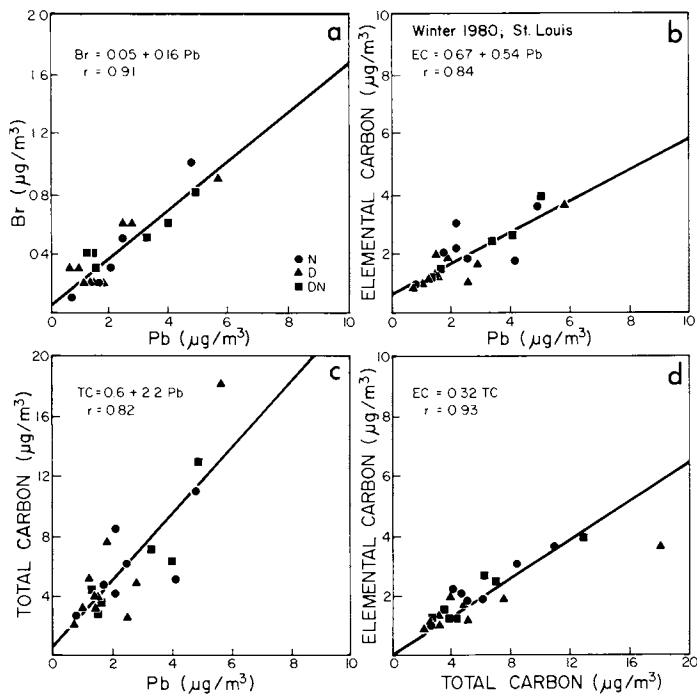 a
Br = 0.05 + 0.16 Pb
r = 0.91
2.0
1.6
1.2
0.8
0.4
Br (µg/m³)
● N
▲ D
■ DN
0 2 4 6 8 10
Pb (µg/m³)
b
Winter 1980; St. Louis
EC = 0.67 + 0.54 Pb
r = 0.84
10
8
6
4
2
ELEMENTAL CARBON (µg/m³)
0 2 4 6 8 10
Pb (µg/m³)
c
TC = 0.6 + 2.2 Pb
r = 0.82
20
16
12
8
4
TOTAL CARBON (µg/m³)
0 2 4 6 8 10
Pb (µg/m³)
d
EC = 0.32 TC
r = 0.93
10
8
6
4
2
ELEMENTAL CARBON (µg/m³)
0 4 8 12 16 20
TOTAL CARBON (µg/m³)